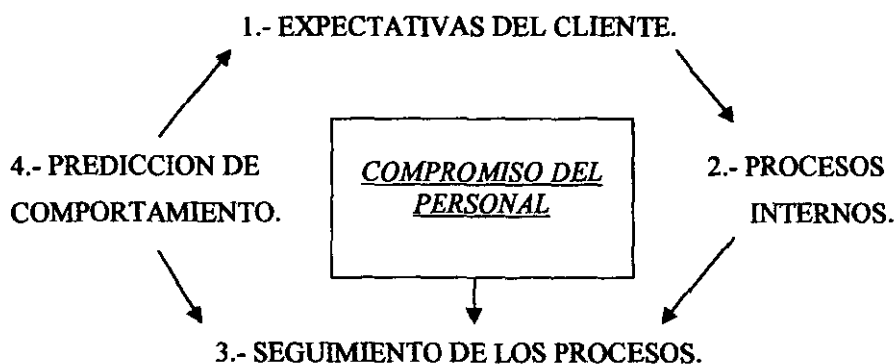 1.- EXPECTATIVAS DEL CLIENTE.
4.- PREDICCION DE
COMPORTAMIENTO.
COMPROMISO DEL
PERSONAL
2.- PROCESOS
INTERNOS.
3.- SEGUIMIENTO DE LOS PROCESOS.